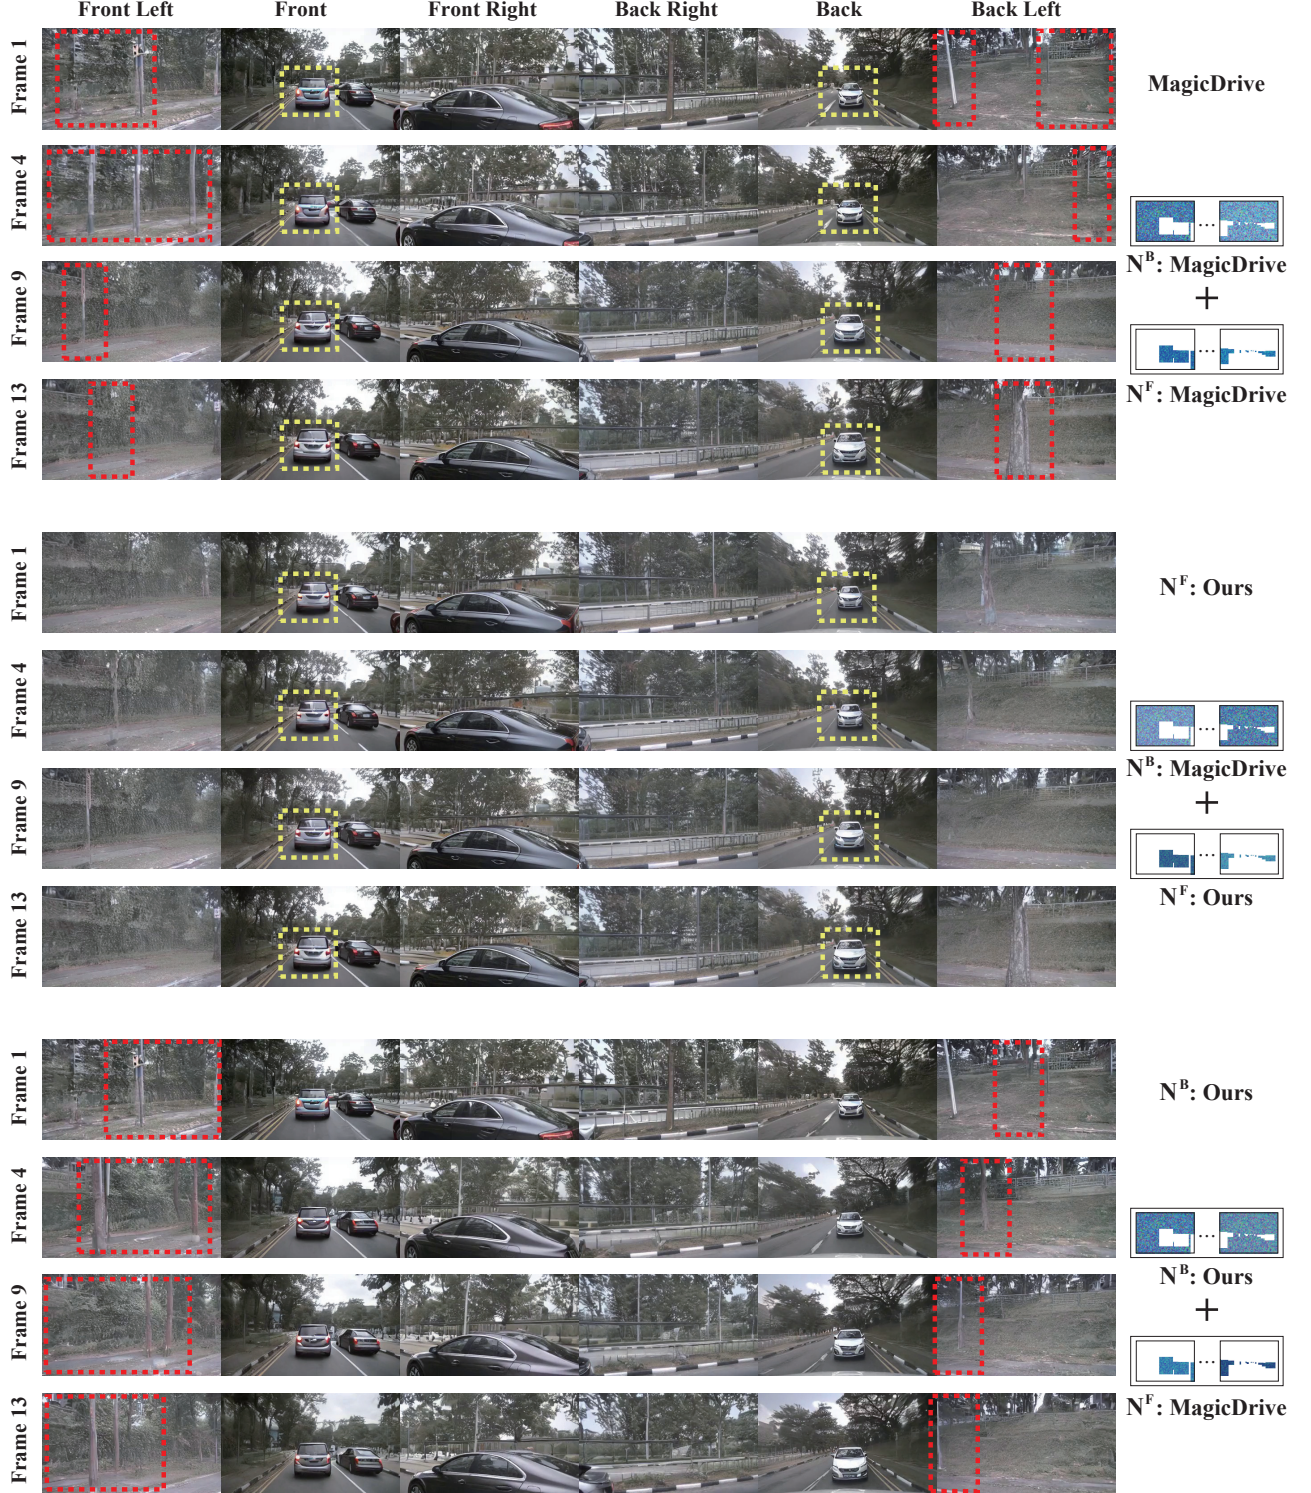 Front Left Front Front Right Back Right Back Back Left
Frame 1
MagicDrive
Frame 4
N^B: MagicDrive
+
Frame 9
N^F: MagicDrive
Frame 13
Frame 1
N^F: Ours
Frame 4
N^B: MagicDrive
+
Frame 9
N^F: Ours
Frame 13
Frame 1
N^B: Ours
Frame 4
N^B: Ours
+
Frame 9
N^F: MagicDrive
Frame 13